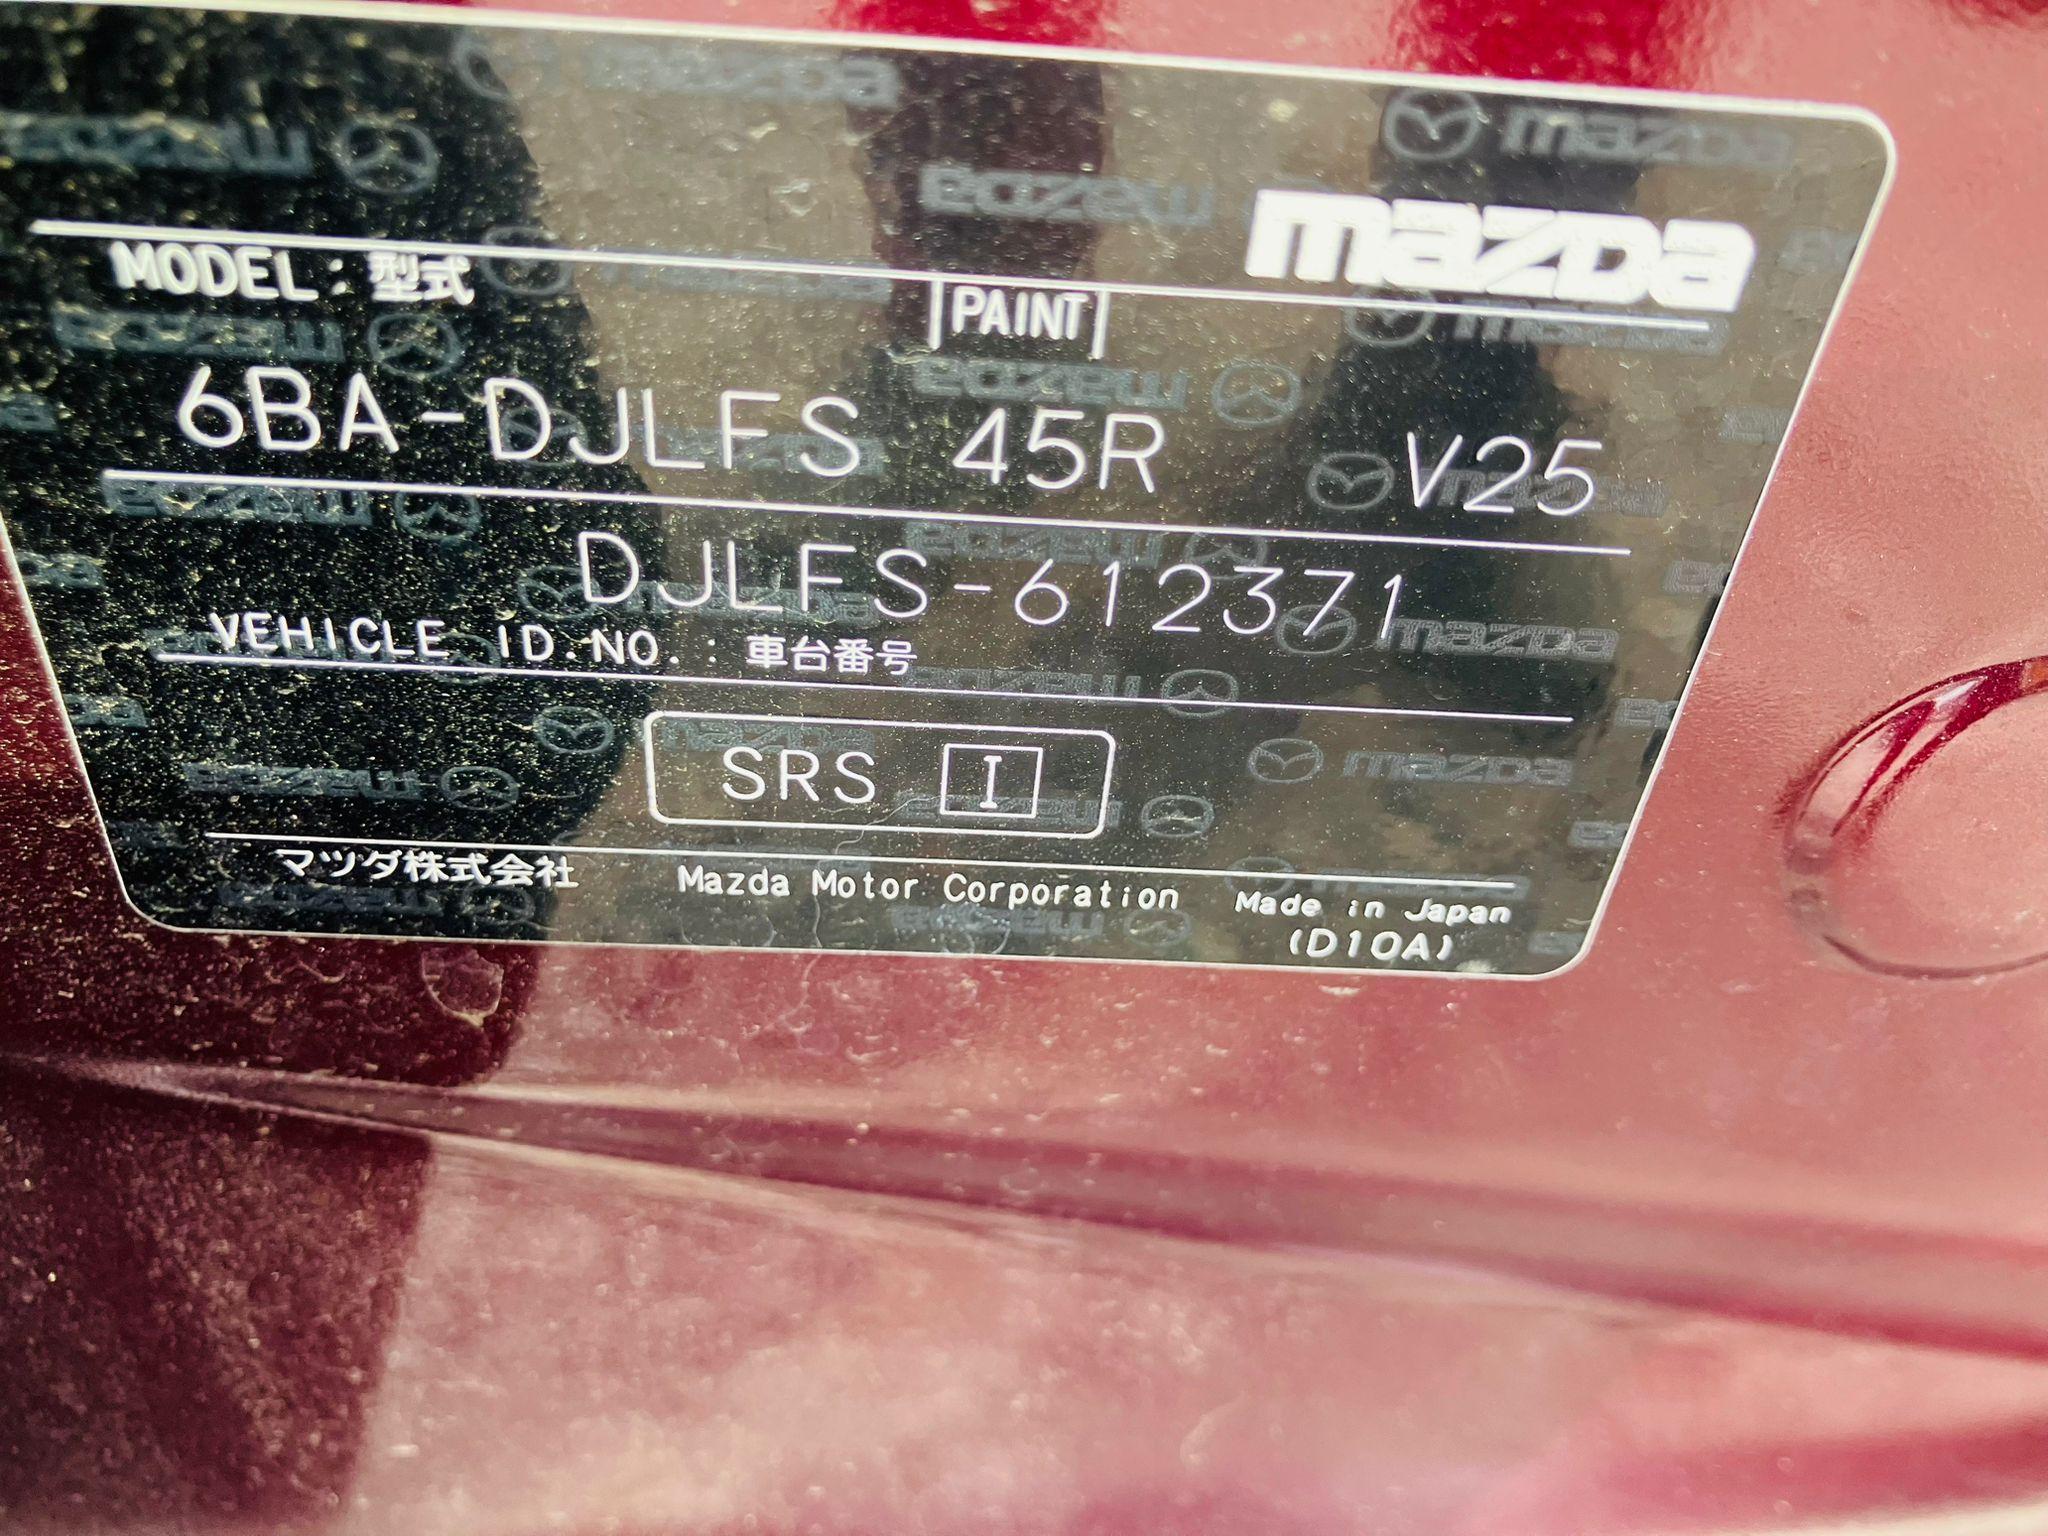 mazda
MODEL : 型式
PAINT
6BA-DJLFS 45R V25
DJLFS-612371
VEHICLE ID.NO.: 車台番号
SRS I
マツダ株式会社 Mazda Motor Corporation Made in Japan
(D10A)